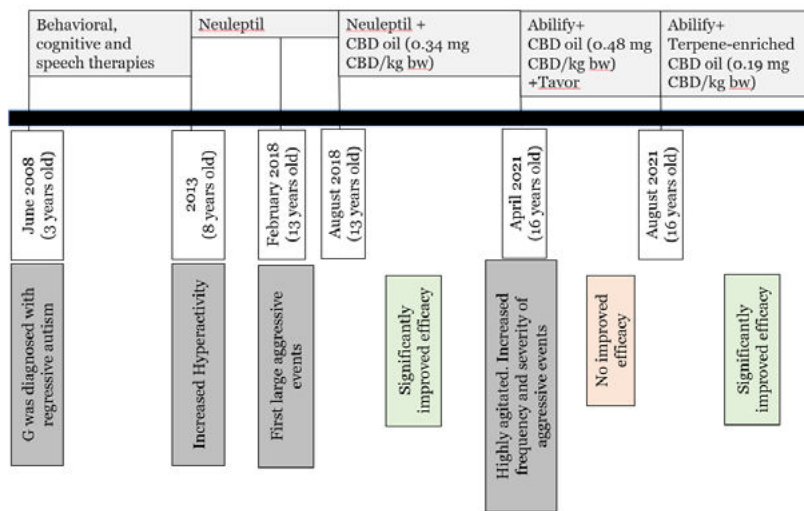 Behavioral,
cognitive and
speech therapies
Neuleptil
Neuleptil +
CBD oil (0.34 mg
CBD/kg bw)
Abilify+
CBD oil (0.48 mg
CBD/kg bw)
+Tavor
Abilify+
Terpene-enriched
CBD oil (0.19 mg
CBD/kg bw)
June 2008
(3 years old)
2013
(8 years old)
February 2018
(13 years old)
August 2018
(13 years old)
April 2021
(16 years old)
August 2021
(16 years old)
G was diagnosed with
regressive autism
Increased Hyperactivity
First large aggressive
events
Significantly
improved efficacy
Highly agitated. Increased
frequency and severity of
aggressive events
No improved
efficacy
Significantly
improved efficacy